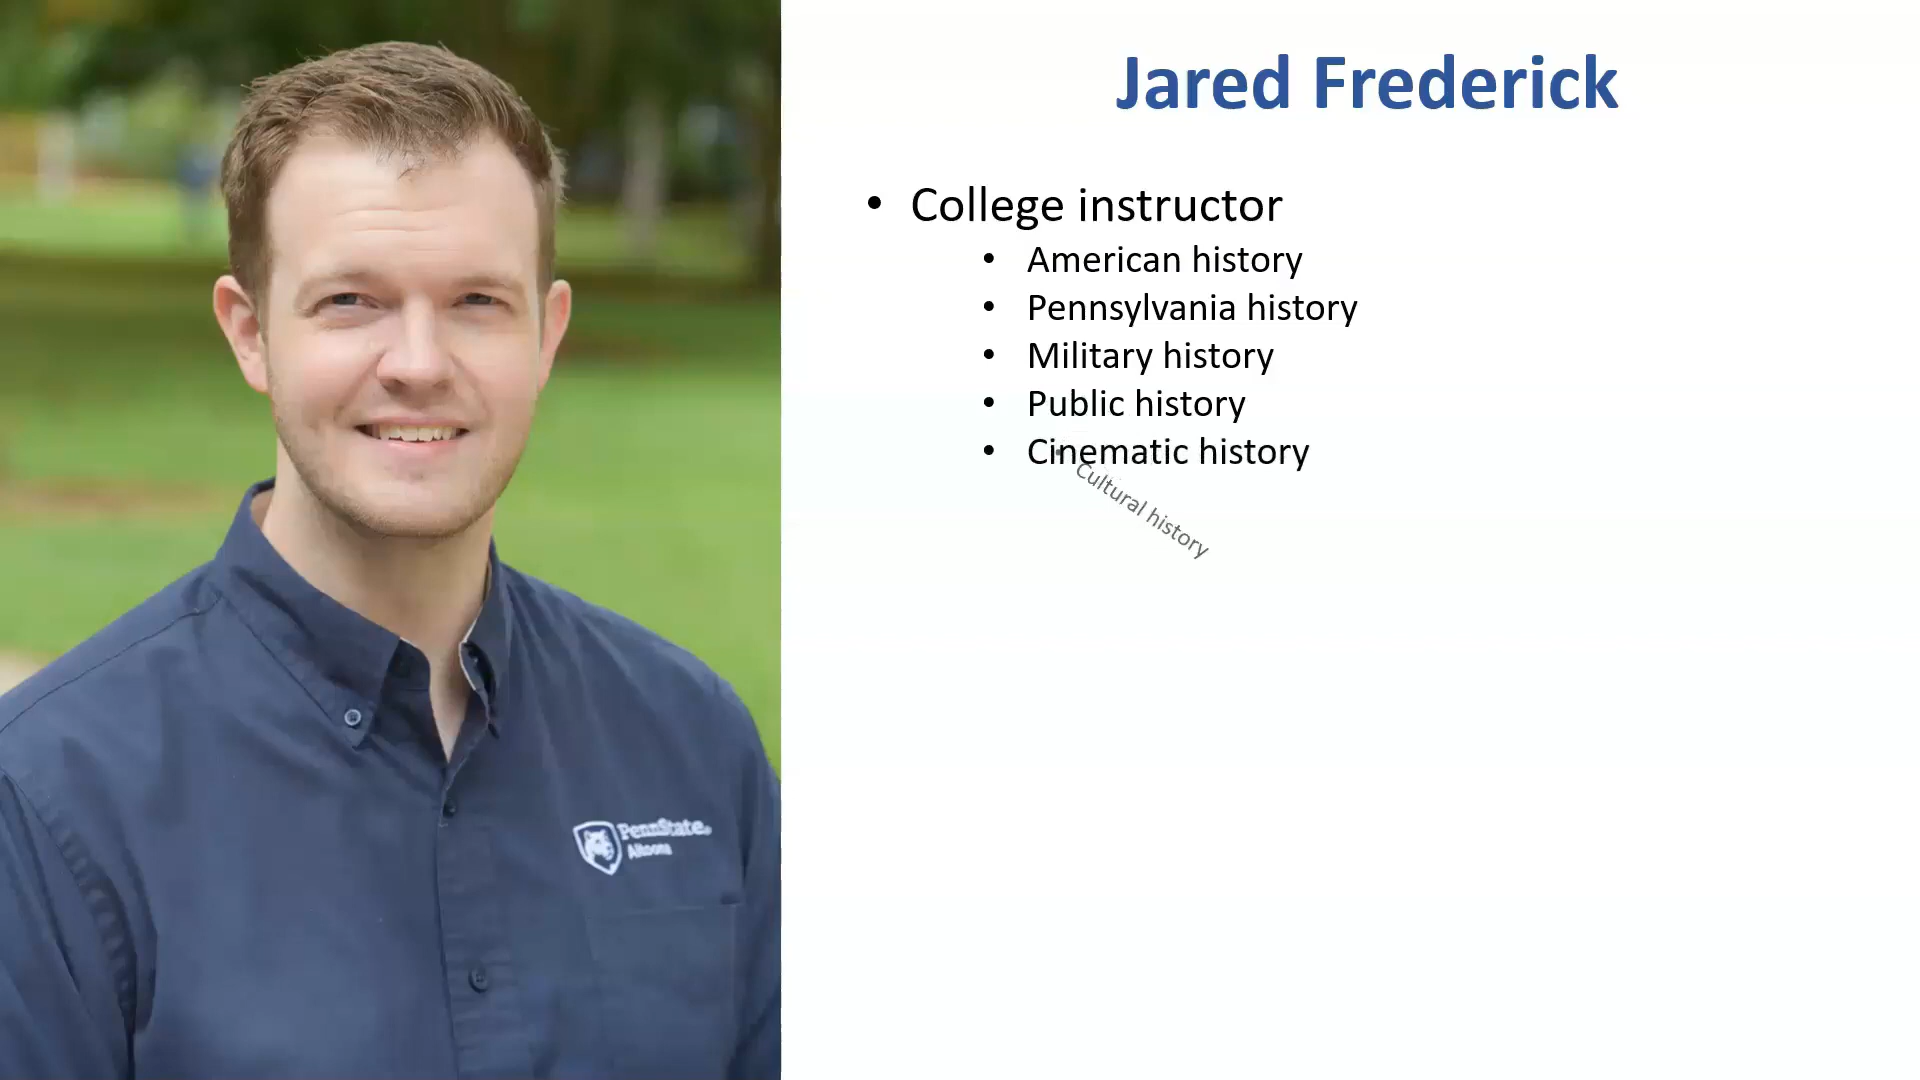 Jared Frederick
• College instructor
• American history
• Pennsylvania history
• Military history
• Public history
• Cinematic history
• Cultural history
PennState
Altoona